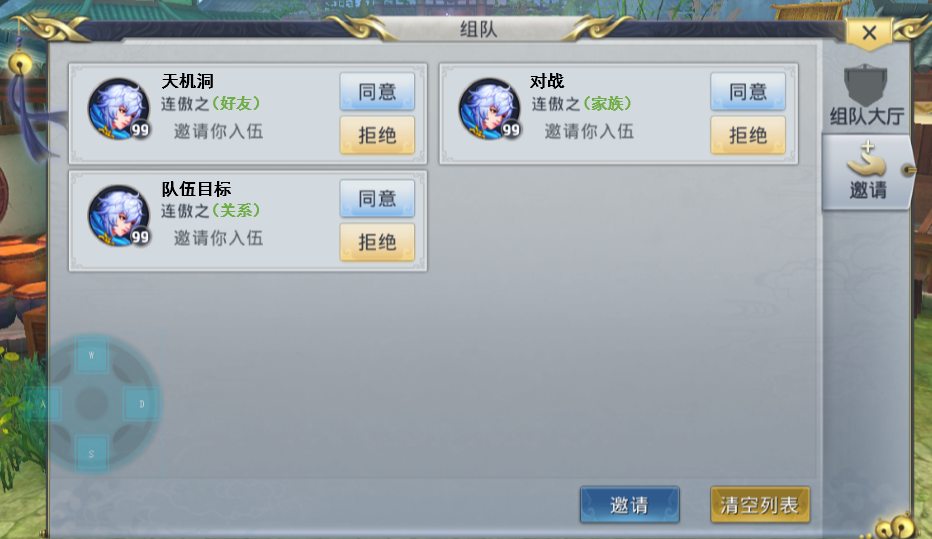 组队
天机洞
连傲之(好友)
邀请你入伍
99
同意
拒绝
对战
连傲之(家族)
邀请你入伍
99
同意
拒绝
队伍目标
连傲之(关系)
邀请你入伍
99
同意
拒绝
组队大厅
邀请
W
A
D
S
邀请
清空列表